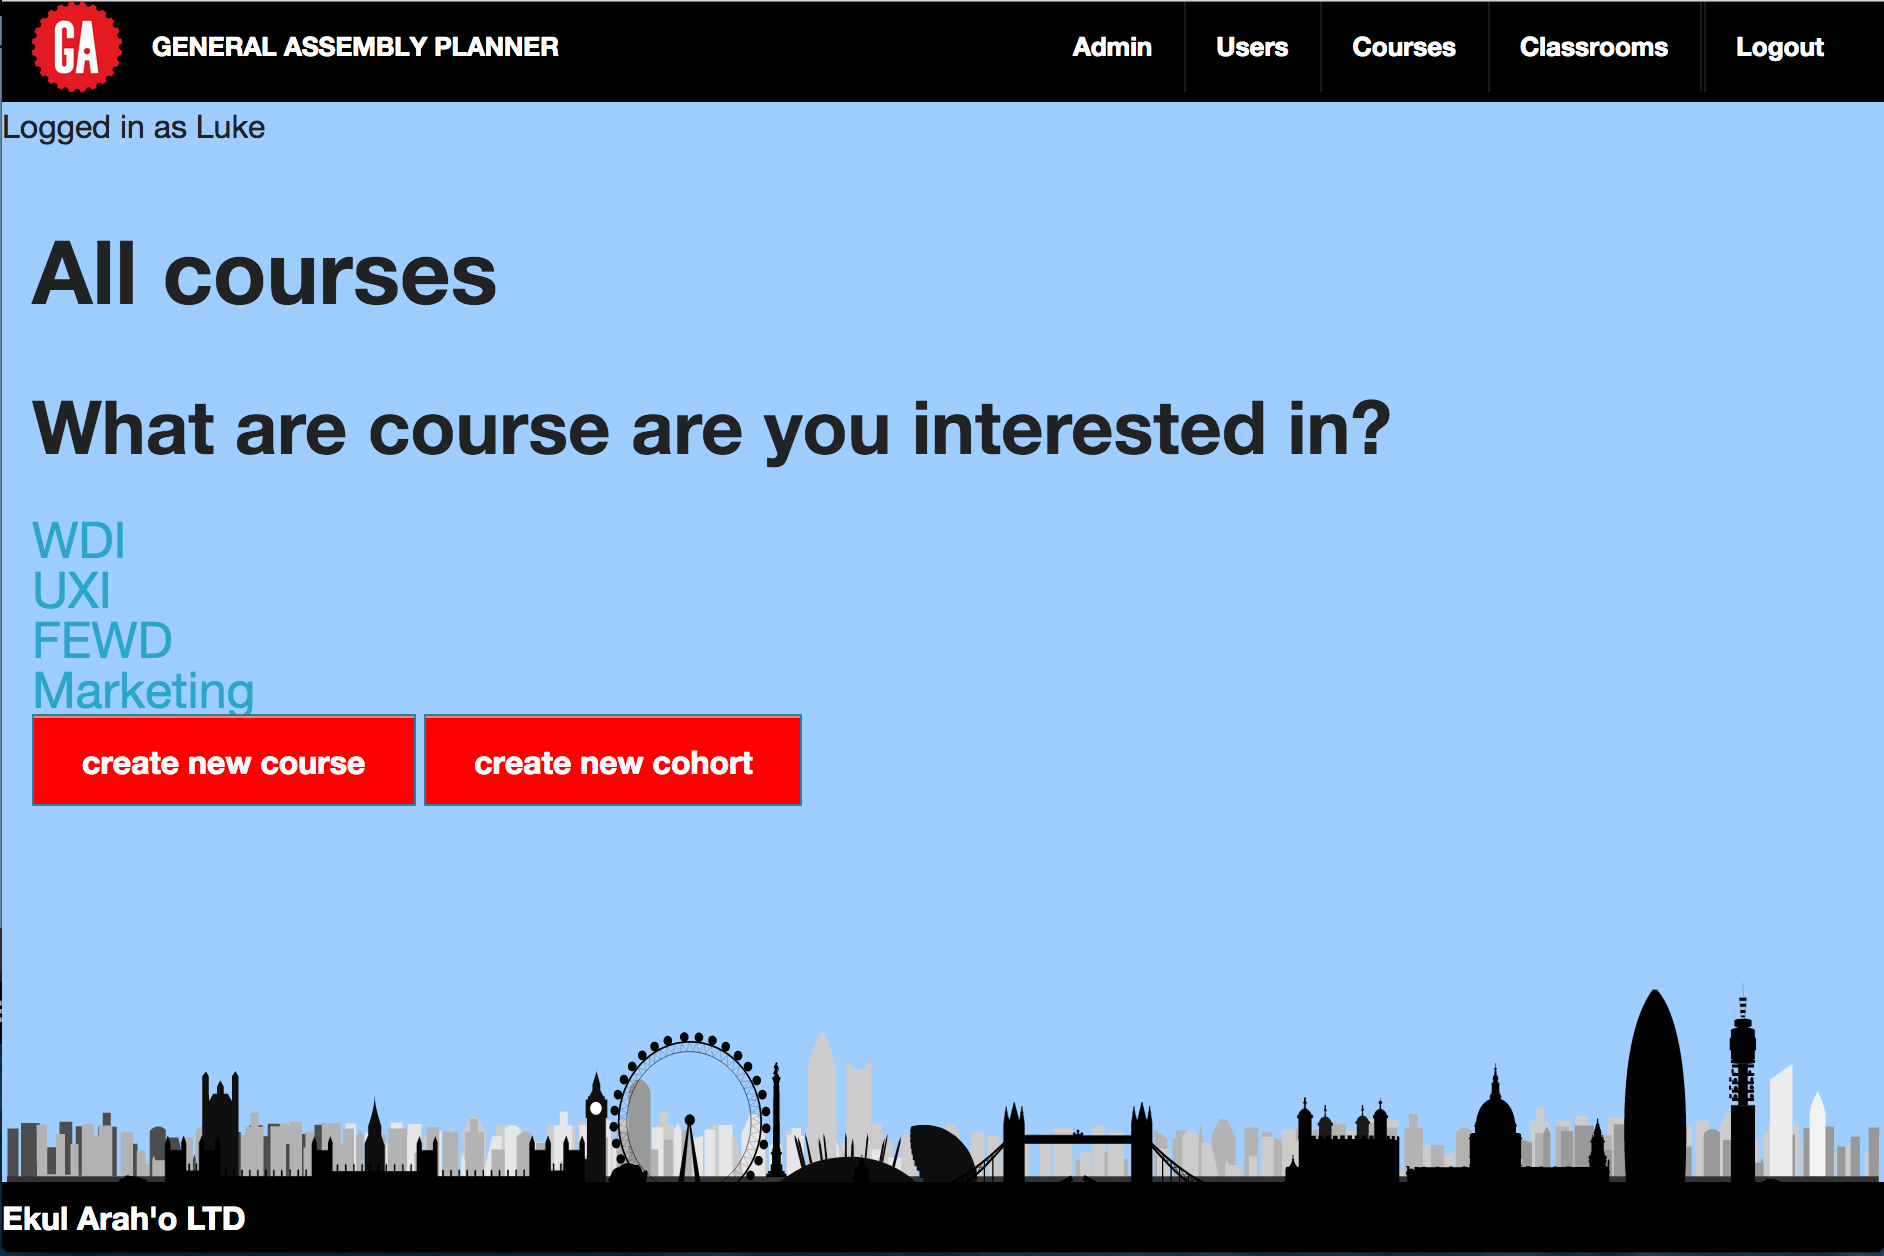 GA GENERAL ASSEMBLY PLANNER Admin Users Courses Classrooms Logout
Logged in as Luke
All courses
What are course are you interested in?
WDI
UXI
FEWD
Marketing
create new course create new cohort
Ekul Arah'o LTD